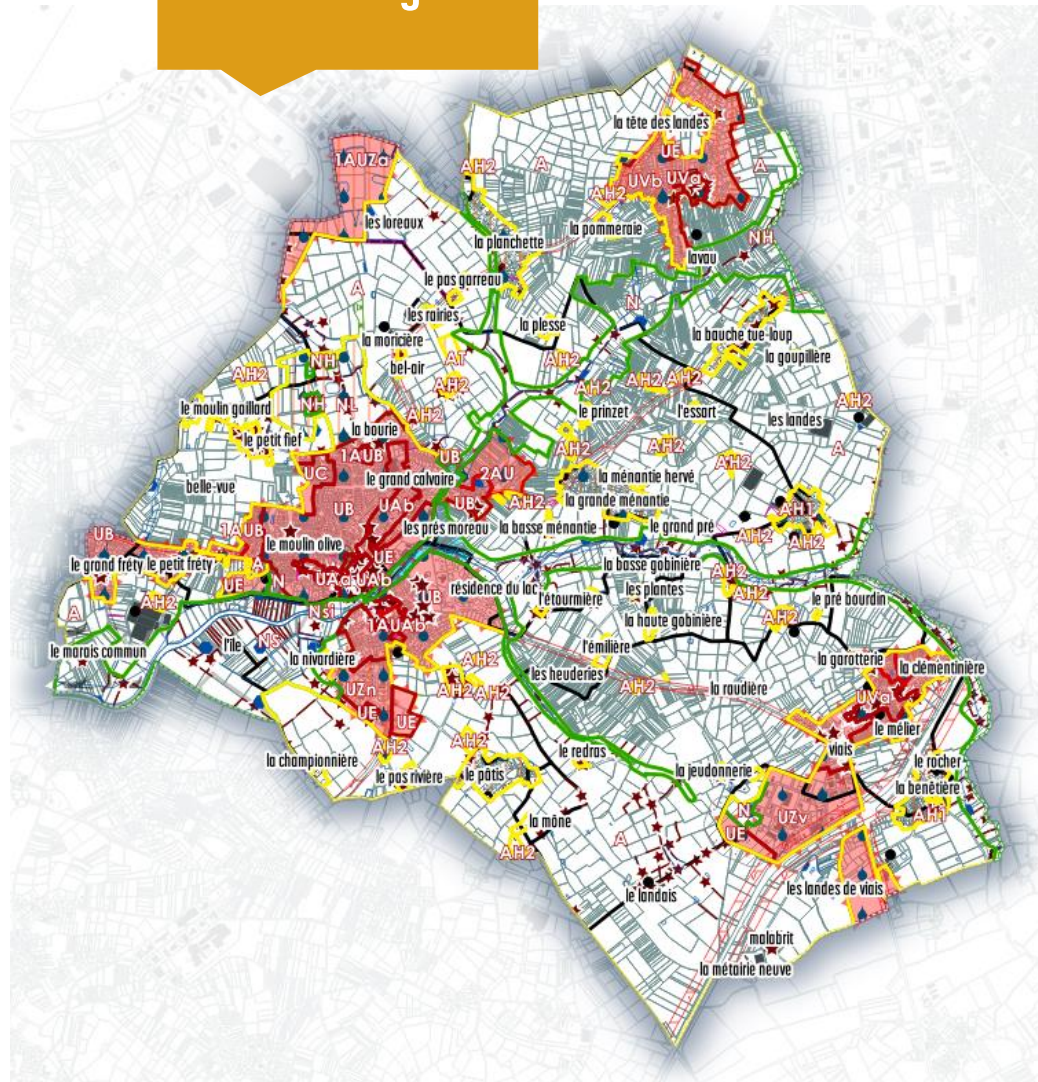 la tête des landes
1AUZa
UE
AH2
A
A
UVb
UVa
AH2
les loreaux
la pommeraie
la planchette
NH
lavau
le pas garreau
A
N
les rairies
la plesse
la moricière
la bauche tue-loup
la goupillère
AT
AH2
NH
bel-air
AH2
AH2
AH2
AH2
AH2
AH2
NH
NL
le moulin gaillard
AH2
le prinzet
l'essart
les landes
la bourie
le petit fief
A
1AUB
UB
AH2
AH2
UC
le grand calvaire
2AU
AH2
la ménantie hervé
belle-vue
UAb
UB
UB
AH2
la grande ménantie
AH1
1AUB
les prés moreau
la basse ménantie
le grand pré
UB
le moulin olive
AH2
AH2
UE
le grand fréty
le petit fréty
A
la basse gobinière
AH2
UE
N
UAa
UAb
résidence du lac
les plantes
AH2
l'étourmière
le pré bourdin
A
AH2
UB
la haute gobinière
AH2
1AUAb
l'île
NS
le marais commun
la nivardière
l'émilière
la garotterie
la clémentinière
AH2
les heuderies
UZn
AH2
AH2
AH2
la raudière
UVa
UE
UE
le mélier
AH2
AH2
le redras
viais
la championnière
le pas rivière
le pâtis
la jeudonnerie
le rocher
la benêtière
N
AH1
la mône
UZv
UE
A
AH2
les landes de viais
le landais
malabrit
la métairie neuve